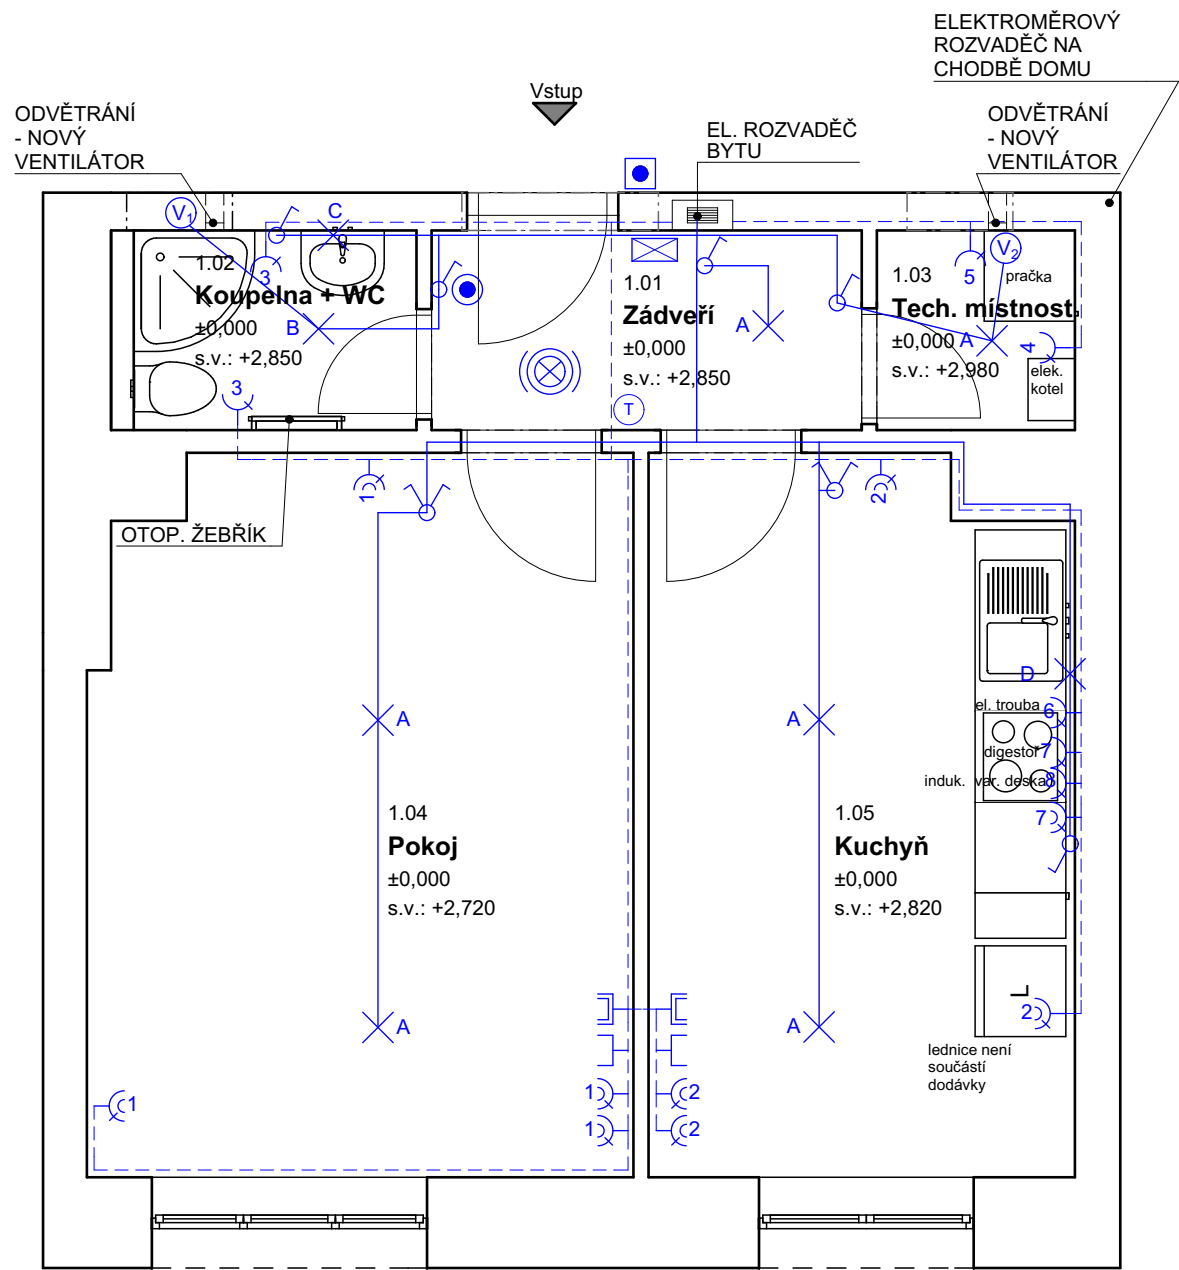 ELEKTROMĚROVÝ
ROZVADĚČ NA
CHODBĚ DOMU
Vstup
ODVĚTRÁNÍ
- NOVÝ
VENTILÁTOR
EL. ROZVADĚČ
BYTU
ODVĚTRÁNÍ
- NOVÝ
VENTILÁTOR
V1
C
3
1.02
Koupelna + WC
±0,000
s.v.: +2,850
B
3
1.01
Zádveří
±0,000
s.v.: +2,850
A
T
V2
5
1.03
pračka
Tech. místnost.
±0,000
s.v.: +2,980
A
4
elek.
kotel
OTOP. ŽEBŘÍK
1
2
A
A
D
el. trouba
6
digestoř
7
induk. var. deska
8
7
1.04
Pokoj
±0,000
s.v.: +2,720
1.05
Kuchyň
±0,000
s.v.: +2,820
A
A
L
2
lednice není
součástí
dodávky
1
1
2
1
2